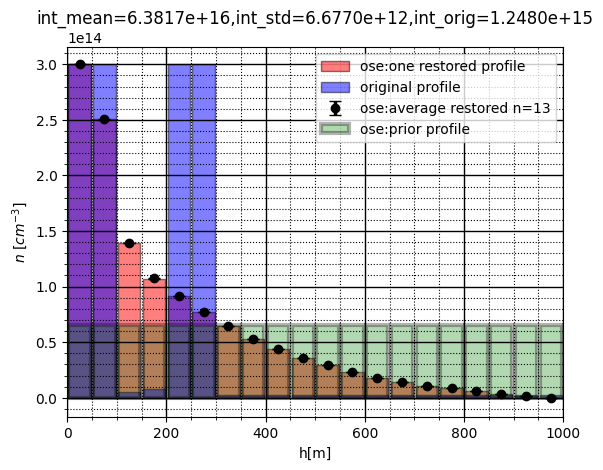 int_mean=6.3817e+16,int_std=6.6770e+12,int_orig=1.2480e+15
1e14
3.0
2.5
2.0
1.5
1.0
0.5
0.0
n [cm⁻³]
ose:one restored profile
original profile
ose:average restored n=13
ose:prior profile
0 200 400 600 800 1000
h[m]